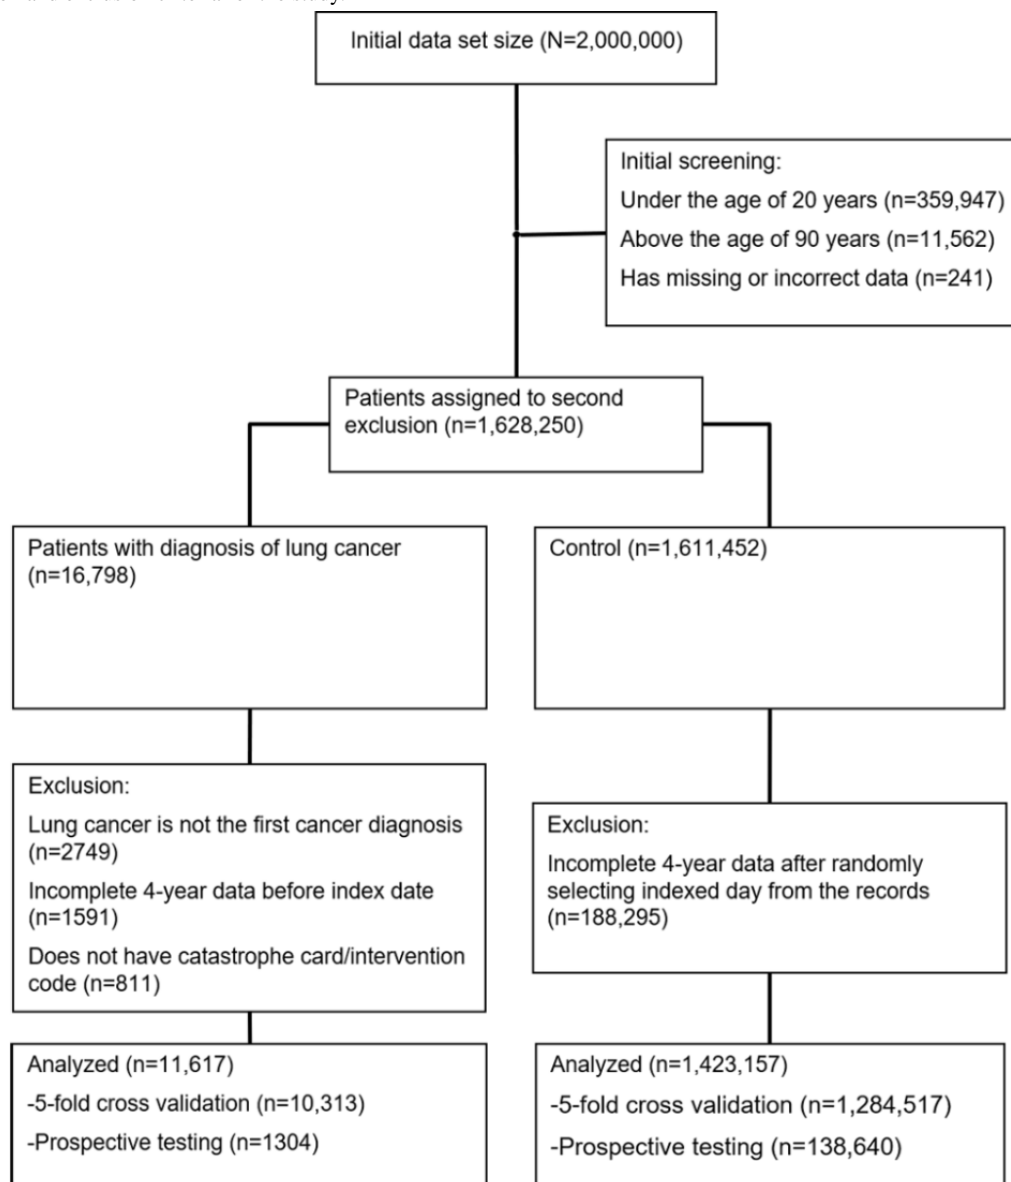 Initial data set size (N=2,000,000)
Initial screening:
Under the age of 20 years (n=359,947)
Above the age of 90 years (n=11,562)
Has missing or incorrect data (n=241)
Patients assigned to second
exclusion (n=1,628,250)
Patients with diagnosis of lung cancer
(n=16,798)
Control (n=1,611,452)
Exclusion:
Lung cancer is not the first cancer diagnosis
(n=2749)
Incomplete 4-year data before index date
(n=1591)
Does not have catastrophe card/intervention
code (n=811)
Exclusion:
Incomplete 4-year data after randomly
selecting indexed day from the records
(n=188,295)
Analyzed (n=11,617)
-5-fold cross validation (n=10,313)
-Prospective testing (n=1304)
Analyzed (n=1,423,157)
-5-fold cross validation (n=1,284,517)
-Prospective testing (n=138,640)